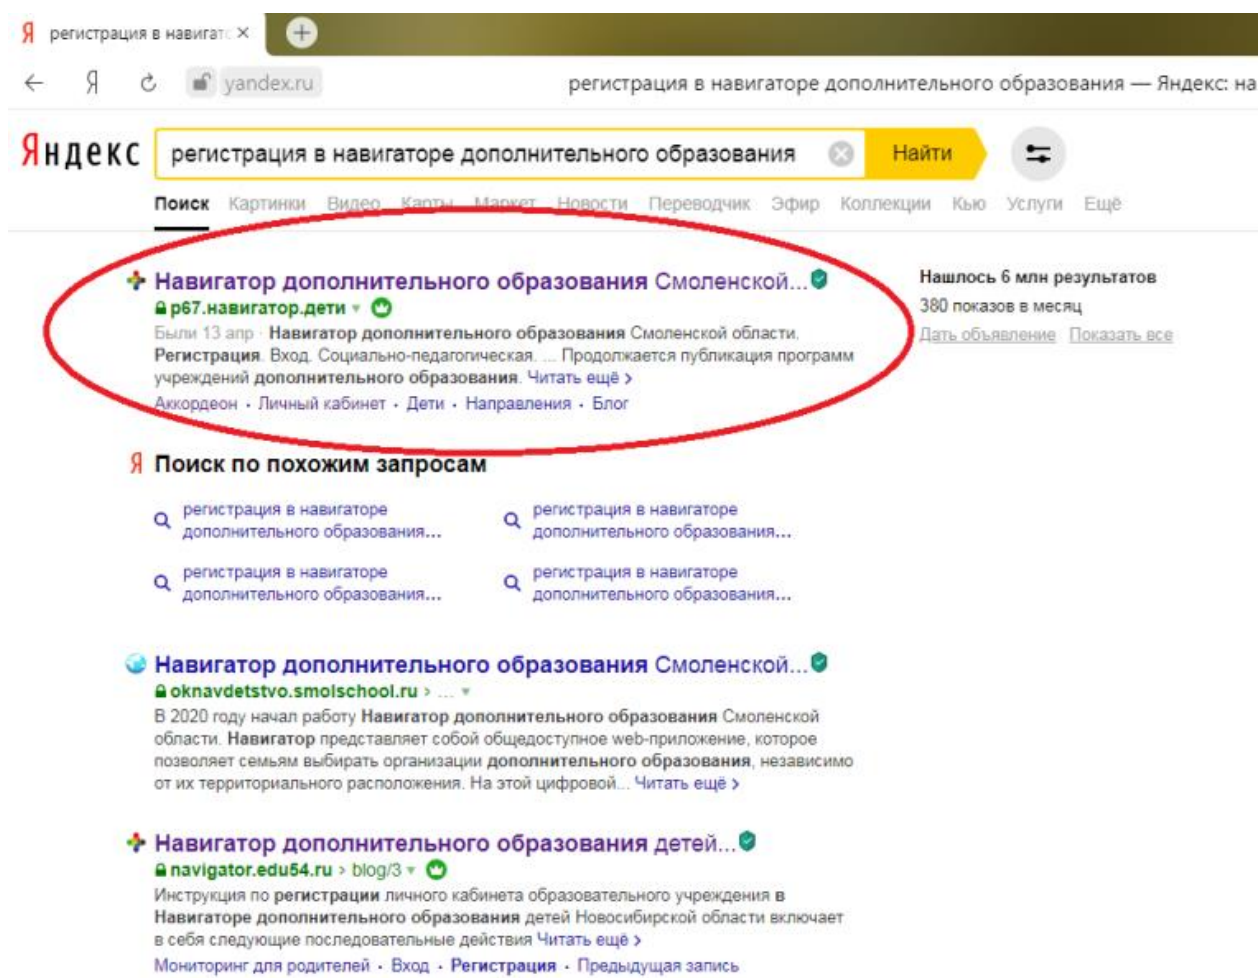 Я регистрация в навигат
Я yandex.ru регистрация в навигаторе дополнительного образования — Яндекс: на
Яндекс регистрация в навигаторе дополнительного образования Найти
Поиск Картинки Видео Карты Маркет Новости Переводчик Эфир Коллекции Кью Услуги Ещё
Навигатор дополнительного образования Смоленской...
р67.навигатор.дети
Были 13 апр · Навигатор дополнительного образования Смоленской области.
Регистрация. Вход. Социально-педагогическая. ... Продолжается публикация программ
учреждений дополнительного образования. Читать ещё >
Аккордеон · Личный кабинет · Дети · Направления · Блог
Нашлось 6 млн результатов
380 показов в месяц
Дать объявление Показать все
Я Поиск по похожим запросам
регистрация в навигаторе
дополнительного образования...
регистрация в навигаторе
дополнительного образования...
регистрация в навигаторе
дополнительного образования...
регистрация в навигаторе
дополнительного образования...
Навигатор дополнительного образования Смоленской...
oknavdetstvo.smolschool.ru > ...
В 2020 году начал работу Навигатор дополнительного образования Смоленской
области. Навигатор представляет собой общедоступное web-приложение, которое
позволяет семьям выбирать организации дополнительного образования, независимо
от их территориального расположения. На этой цифровой... Читать ещё >
Навигатор дополнительного образования детей...
navigator.edu54.ru > blog/3
Инструкция по регистрации личного кабинета образовательного учреждения в
Навигаторе дополнительного образования детей Новосибирской области включает
в себя следующие последовательные действия Читать ещё >
Мониторинг для родителей · Вход · Регистрация · Предыдущая запись